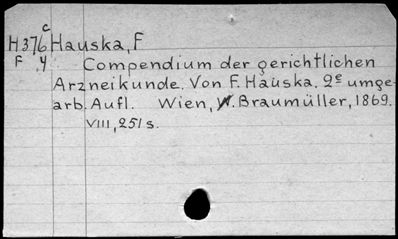 c
H376 Hauska, F
F .4 Compendium der gerichtlichen
Arzneikunde. Von F. Hauska. 2e umge-
arb. Aufl. Wien, W. Braumüller, 1869.
VIII, 251 s.